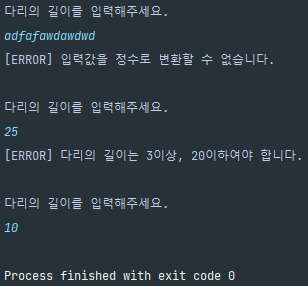 다리의 길이를 입력해주세요.
adfafawdawdwd
[ERROR] 입력값을 정수로 변환할 수 없습니다.
다리의 길이를 입력해주세요.
25
[ERROR] 다리의 길이는 3이상, 20이하여야 합니다.
다리의 길이를 입력해주세요.
10
Process finished with exit code 0